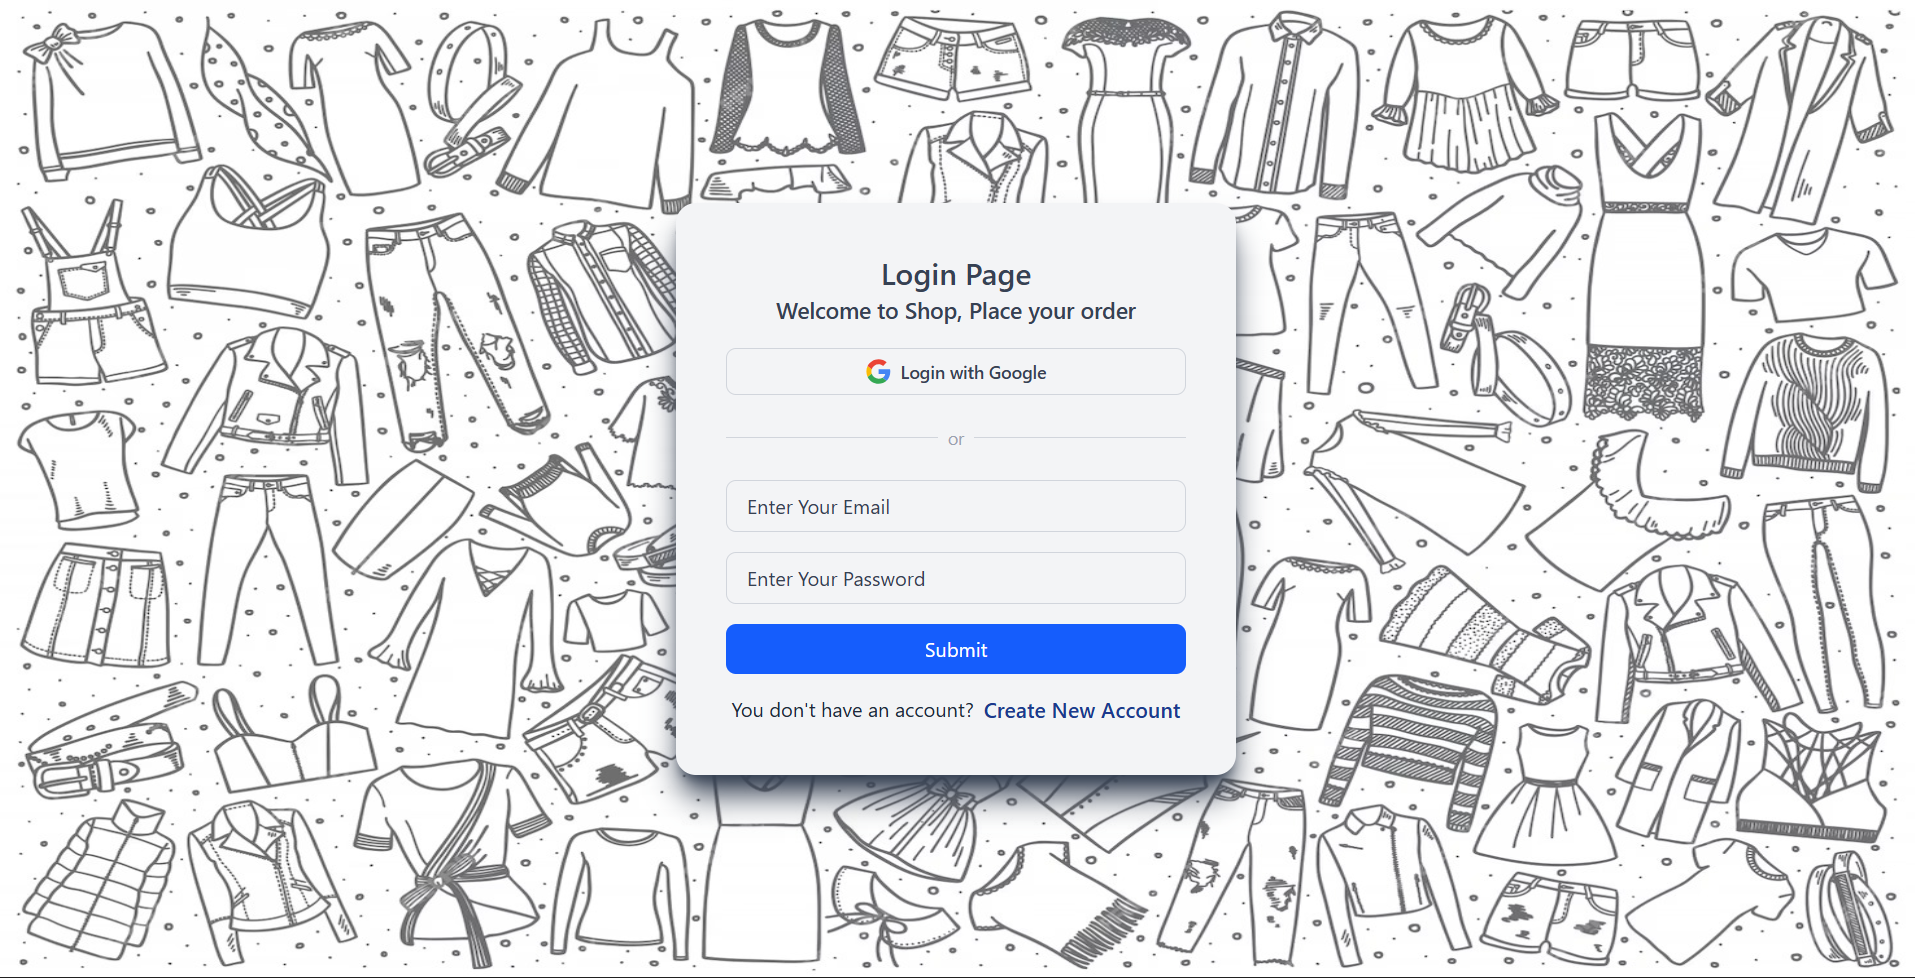 Login Page
Welcome to Shop, Place your order
Login with Google
or
Enter Your Email
Enter Your Password
Submit
You don't have an account? Create New Account